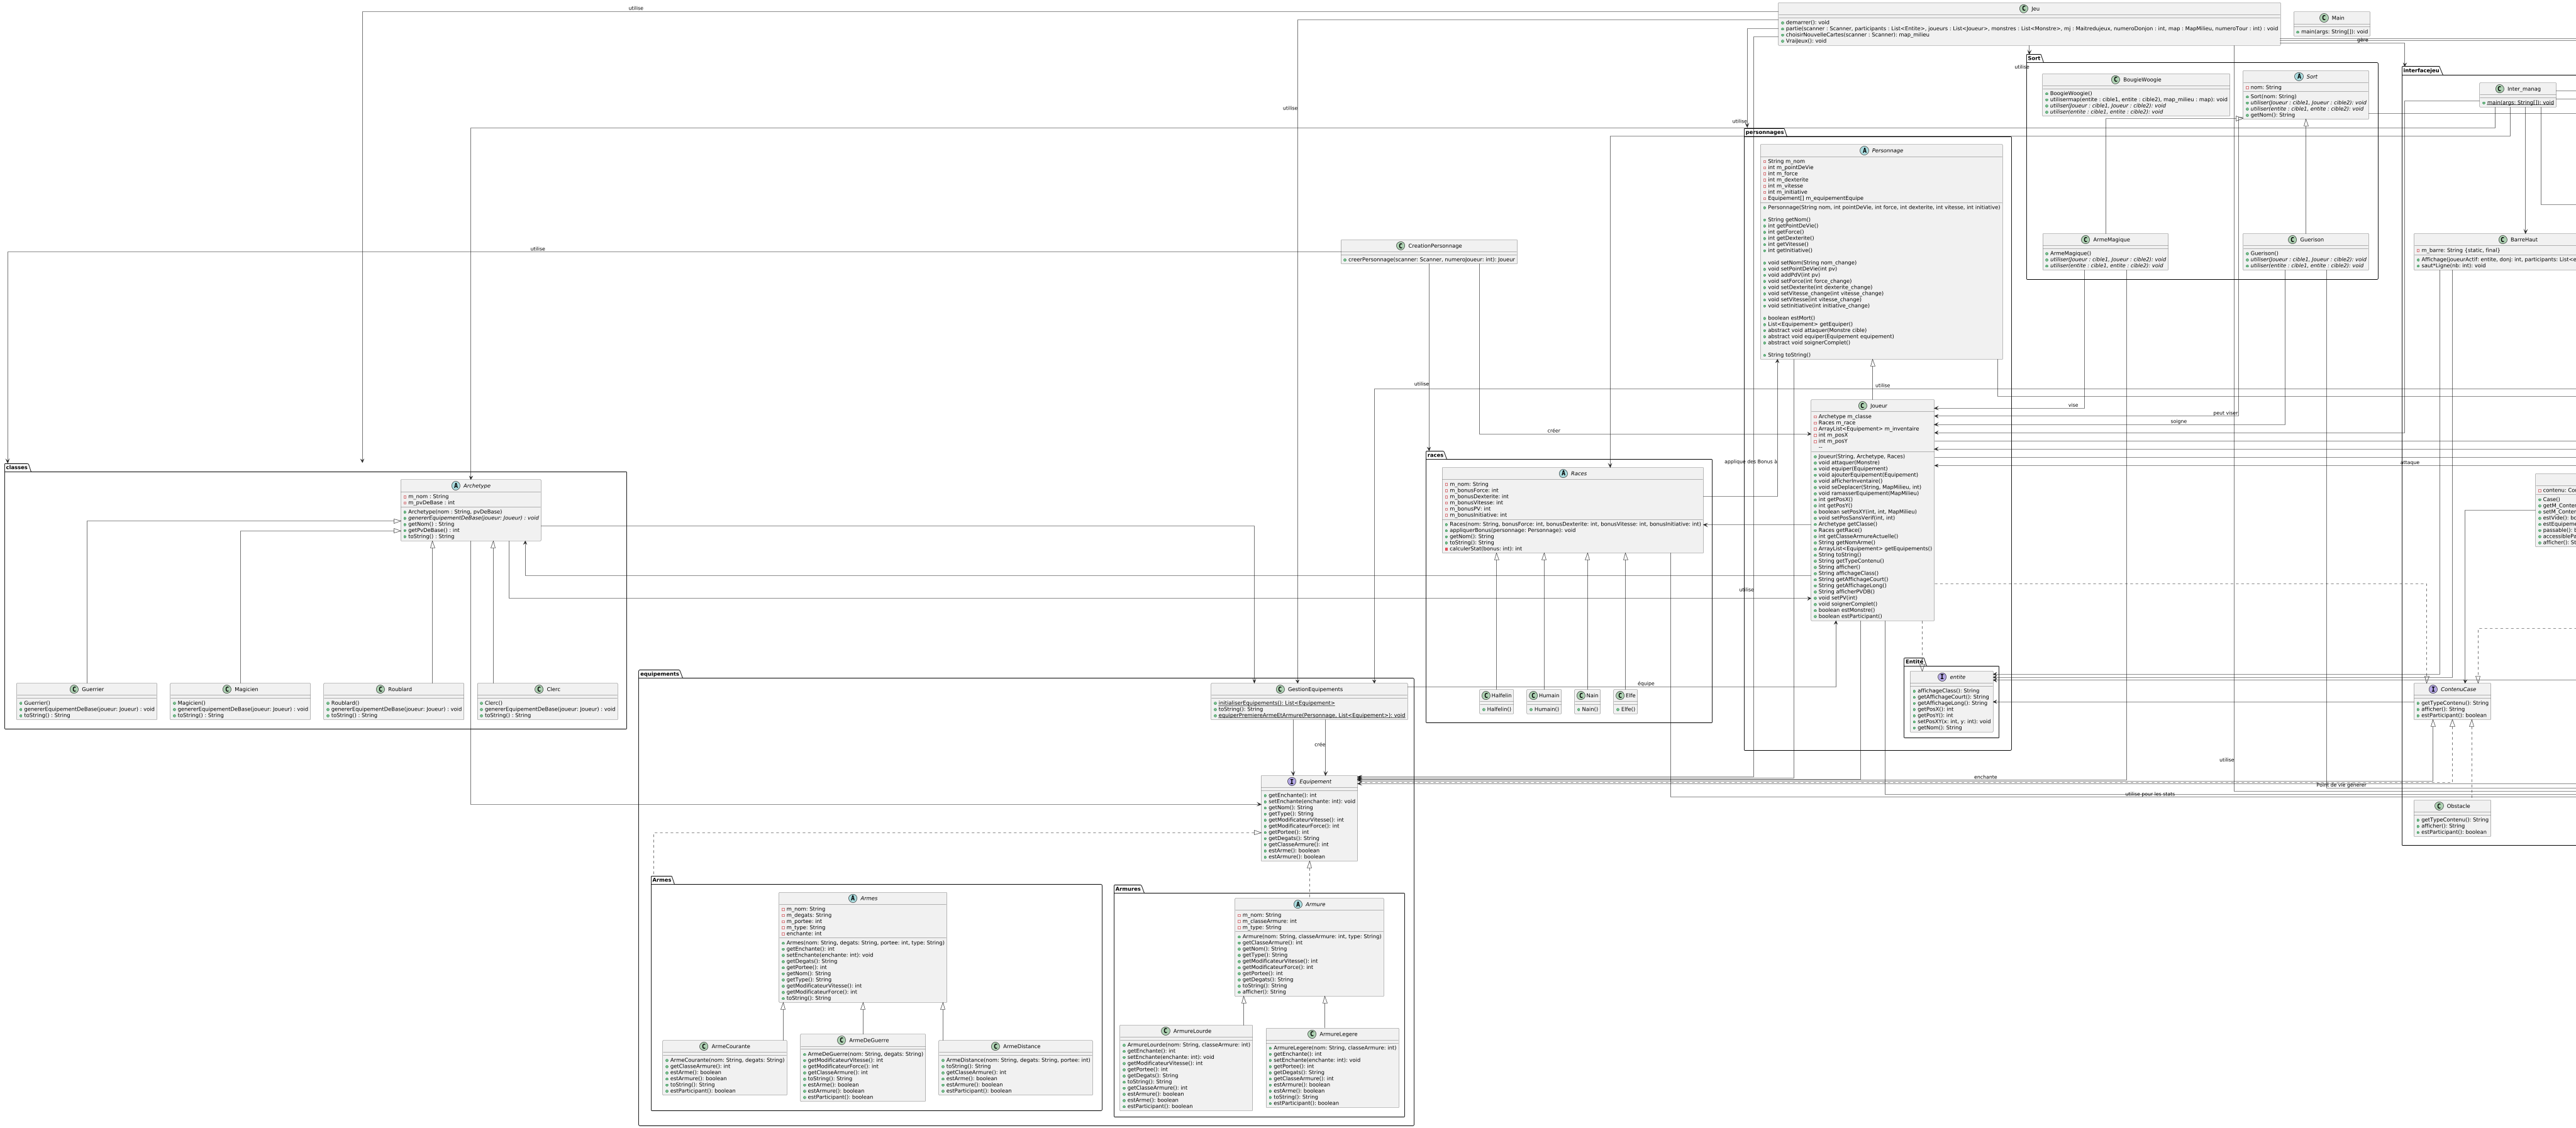 utilise
Jeu
demarrer(): void
partie(scanner : Scanner, participants : List<Entite>, joueurs : List<Joueur>, monstres : List<Monstre>, mj : Maitredujeux, numeroDonjon : int, map : MapMilieu, numeroTour : int) : void
choisirNouvelleCartes(scanner : Scanner): map_milieu
VraiJeux(): void
Main
main(args: String[]): void
gère
utilise
utilise
utilise
Sort
BougieWoogie
BoogieWoogie()
utilisermap(entite : cible1, entite : cible2), map_milieu : map): void
utiliser(Joueur : cible1, Joueur : cible2): void
utiliser(entite : cible1, entite : cible2): void
Sort
nom: String
Sort(nom: String)
utiliser(Joueur : cible1, Joueur : cible2): void
utiliser(entite : cible1, entite : cible2): void
getNom(): String
ArmeMagique
ArmeMagique()
utiliser(Joueur : cible1, Joueur : cible2): void
utiliser(entite : cible1, entite : cible2): void
Guerison
Guerison()
utiliser(Joueur : cible1, Joueur : cible2): void
utiliser(entite : cible1, entite : cible2): void
InterfaceJeu
Inter_manag
main(args: String[]): void
BarreHaut
m_barre: String {static, final}
Affichage(joueurActif: entite, donj: int, participants: List<e
saut*Ligne(nb: int): void
personnages
Personnage
String m_nom
int m_pointDeVie
int m_force
int m_dexterite
int m_vitesse
int m_initiative
Equipement[] m_equipementEquipe
Personnage(String nom, int pointDeVie, int force, int dexterite, int vitesse, int initiative)
String getNom()
int getPointDeVie()
int getForce()
int getDexterite()
int getVitesse()
int getInitiative()
void setNom(String nom_change)
void setPointDeVie(int pv)
void addPdV(int pv)
void setForce(int force_change)
void setDexterite(int dexterite_change)
void setVitesse_change(int vitesse_change)
void setVitesse(int vitesse_change)
void setInitiative(int initiative_change)
boolean estMort()
List<Equipement> getEquiper()
abstract void attaquer(Monstre cible)
abstract void equiper(Equipement equipement)
abstract void soignerComplet()
String toString()
utilise
CreationPersonnage
creerPersonnage(scanner: Scanner, numeroJoueur: int): Joueur
utilise
utilise
vise
peut viser
soigne
créer
applique des Bonus à
attaque
Joueur
Archetype m_classe
Races m_race
ArrayList<Equipement> m_inventaire
int m_posX
int m_posY
Joueur(String, Archetype, Races)
void attaquer(Monstre)
void equiper(Equipement)
void ajouterEquipement(Equipement)
void afficherInventaire()
void seDeplacer(String, MapMilieu, int)
void ramasserEquipement(MapMilieu)
int getPosX()
int getPosY()
boolean setPosXY(int, int, MapMilieu)
void setPosSansVerif(int, int)
Archetype getClasse()
Races getRace()
int getClasseArmureActuelle()
String getNomArme()
ArrayList<Equipement> getEquipements()
String toString()
String getTypeContenu()
String afficher()
String affichageClass()
String getAffichageCourt()
String getAffichageLong()
String afficherPVDB()
void setPV(int)
void soignerComplet()
boolean estMonstre()
boolean estParticipant()
races
Races
m_nom: String
m_bonusForce: int
m_bonusDexterite: int
m_bonusVitesse: int
m_bonusPV: int
m_bonusInitiative: int
Races(nom: String, bonusForce: int, bonusDexterite: int, bonusVitesse: int, bonusInitiative: int)
appliquerBonus(personnage: Personnage): void
getNom(): String
toString(): String
calculerStat(bonus: int): int
Halfelin
Halfelin()
Humain
Humain()
Nain
Nain()
Elfe
Elfe()
classes
Archetype
m_nom : String
m_pvDeBase : int
Archetype(nom : String, pvDeBase)
genererEquipementDeBase(joueur: Joueur) : void
getNom() : String
getPvDeBase() : int
toString() : String
utilise
Guerrier
Guerrier()
genererEquipementDeBase(joueur: Joueur) : void
toString() : String
Magicien
Magicien()
genererEquipementDeBase(joueur: Joueur) : void
toString() : String
Roublard
Roublard()
genererEquipementDeBase(joueur: Joueur) : void
toString() : String
Clerc
Clerc()
genererEquipementDeBase(joueur: Joueur) : void
toString() : String
Entite
entite
affichageClass(): String
getAffichageCourt(): String
getAffichageLong(): String
getPosX(): int
getPosY(): int
setPosXY(x: int, y: int): void
getNom(): String
contenu: Co
Case()
getM_Conte
setM_Conte
estVide(): b
estEquipem
passable(): b
accessibleP
afficher(): St
ContenuCase
getTypeContenu(): String
afficher(): String
estParticipant(): boolean
Obstacle
getTypeContenu(): String
afficher(): String
estParticipant(): boolean
equipements
GestionEquipements
initialiserEquipements(): List<Equipement>
toString(): String
equiperPremiereArmeEtArmure(Personnage, List<Equipement>): void
équipe
crée
utilise
enchante
Point de vie génerer
utilise pour les stats
Equipement
getEnchante(): int
setEnchante(enchante: int): void
getNom(): String
getType(): String
getModificateurVitesse(): int
getModificateurForce(): int
getPortee(): int
getDegats(): String
getClasseArmure(): int
estArme(): boolean
estArmure(): boolean
Armes
Armes
m_nom: String
m_degats: String
m_portee: int
m_type: String
enchante: int
Armes(nom: String, degats: String, portee: int, type: String)
getEnchante(): int
setEnchante(enchante: int): void
getDegats(): String
getPortee(): int
getNom(): String
getType(): String
getModificateurVitesse(): int
getModificateurForce(): int
toString(): String
ArmeCourante
ArmeCourante(nom: String, degats: String)
getClasseArmure(): int
estArme(): boolean
estArmure(): boolean
toString(): String
estParticipant(): boolean
ArmeDeGuerre
ArmeDeGuerre(nom: String, degats: String)
getModificateurVitesse(): int
getModificateurForce(): int
getClasseArmure(): int
toString(): String
estArme(): boolean
estArmure(): boolean
estParticipant(): boolean
ArmeDistance
ArmeDistance(nom: String, degats: String, portee: int)
toString(): String
getClasseArmure(): int
estArme(): boolean
estArmure(): boolean
estParticipant(): boolean
Armures
Armure
m_nom: String
m_classeArmure: int
m_type: String
Armure(nom: String, classeArmure: int, type: String)
getClasseArmure(): int
getNom(): String
getType(): String
getModificateurVitesse(): int
getModificateurForce(): int
getPortee(): int
getDegats(): String
toString(): String
afficher(): String
ArmureLourde
ArmureLourde(nom: String, classeArmure: int)
getEnchante(): int
setEnchante(enchante: int): void
getModificateurVitesse(): int
getPortee(): int
getDegats(): String
toString(): String
getClasseArmure(): int
estArmure(): boolean
estArme(): boolean
estParticipant(): boolean
ArmureLegere
ArmureLegere(nom: String, classeArmure: int)
getEnchante(): int
setEnchante(enchante: int): void
getPortee(): int
getDegats(): String
getClasseArmure(): int
estArmure(): boolean
estArme(): boolean
toString(): String
estParticipant(): boolean